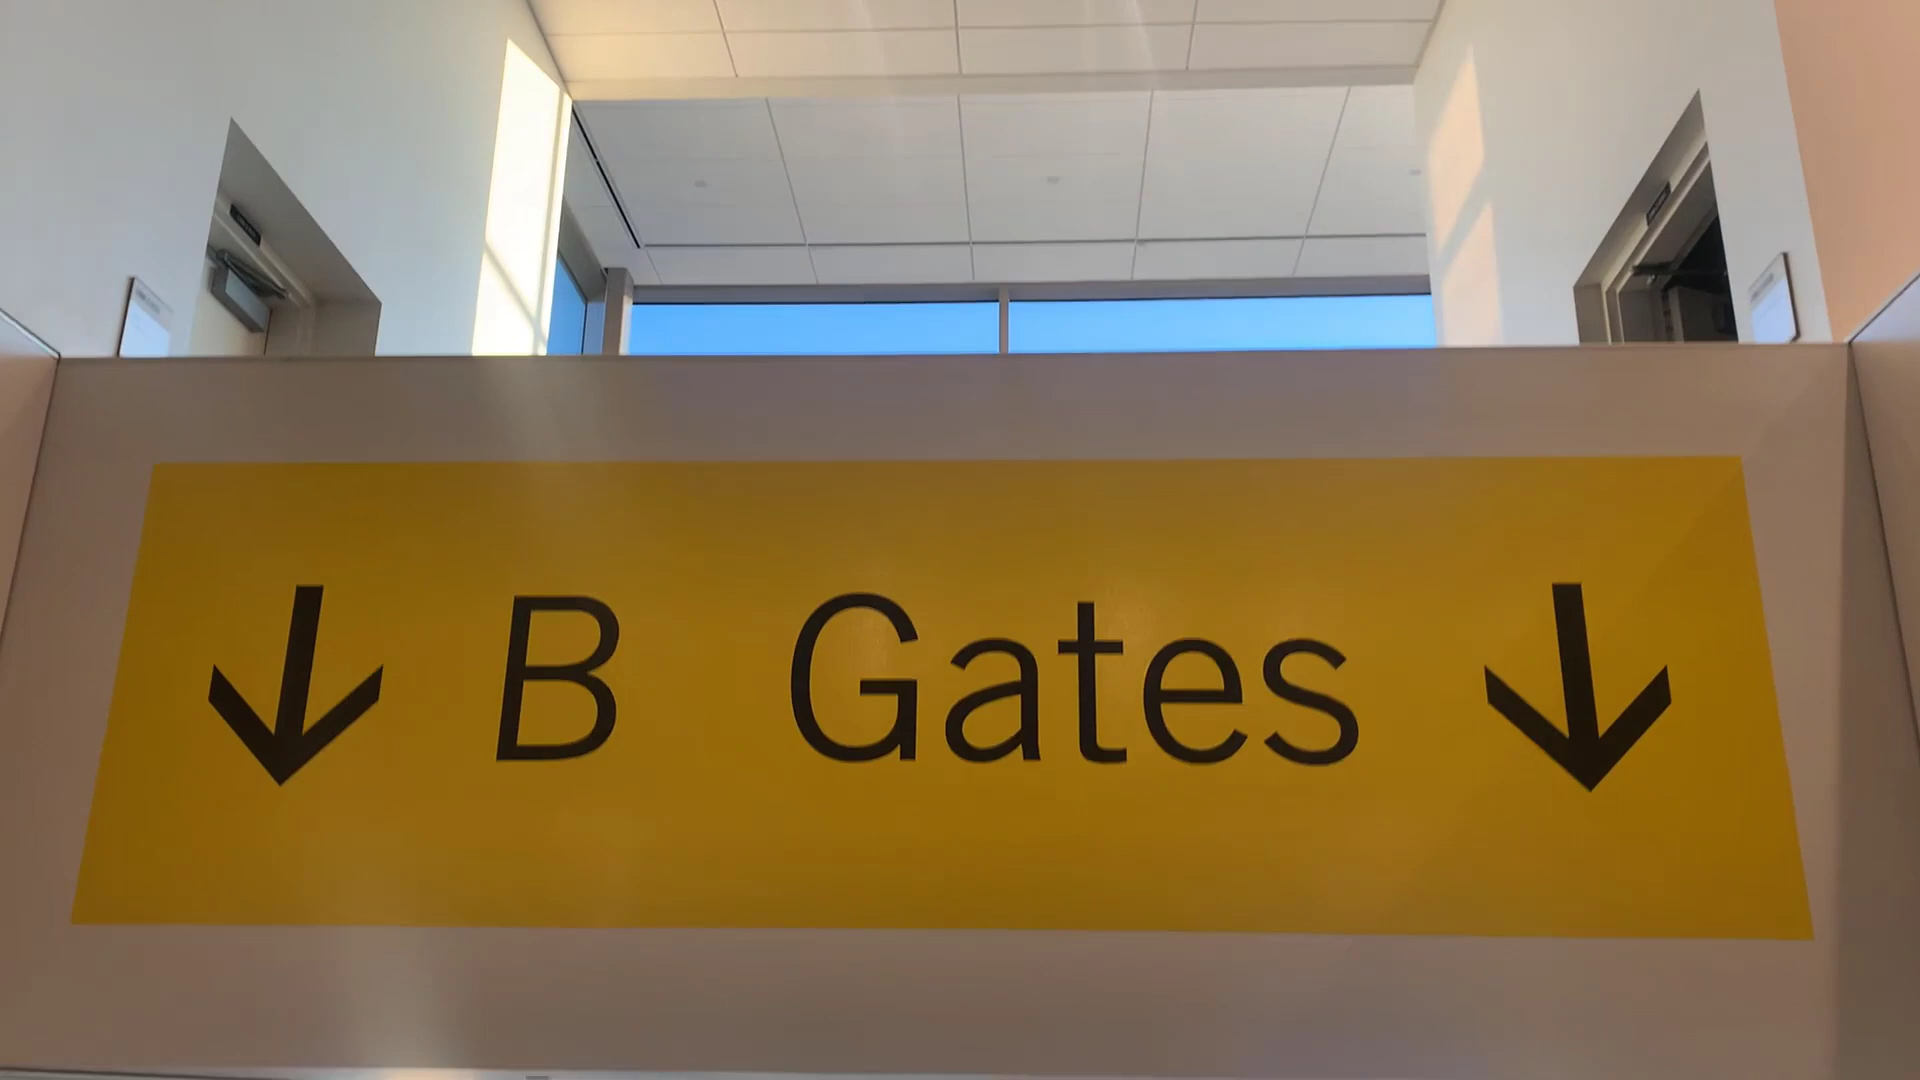 ↓ B Gates ↓